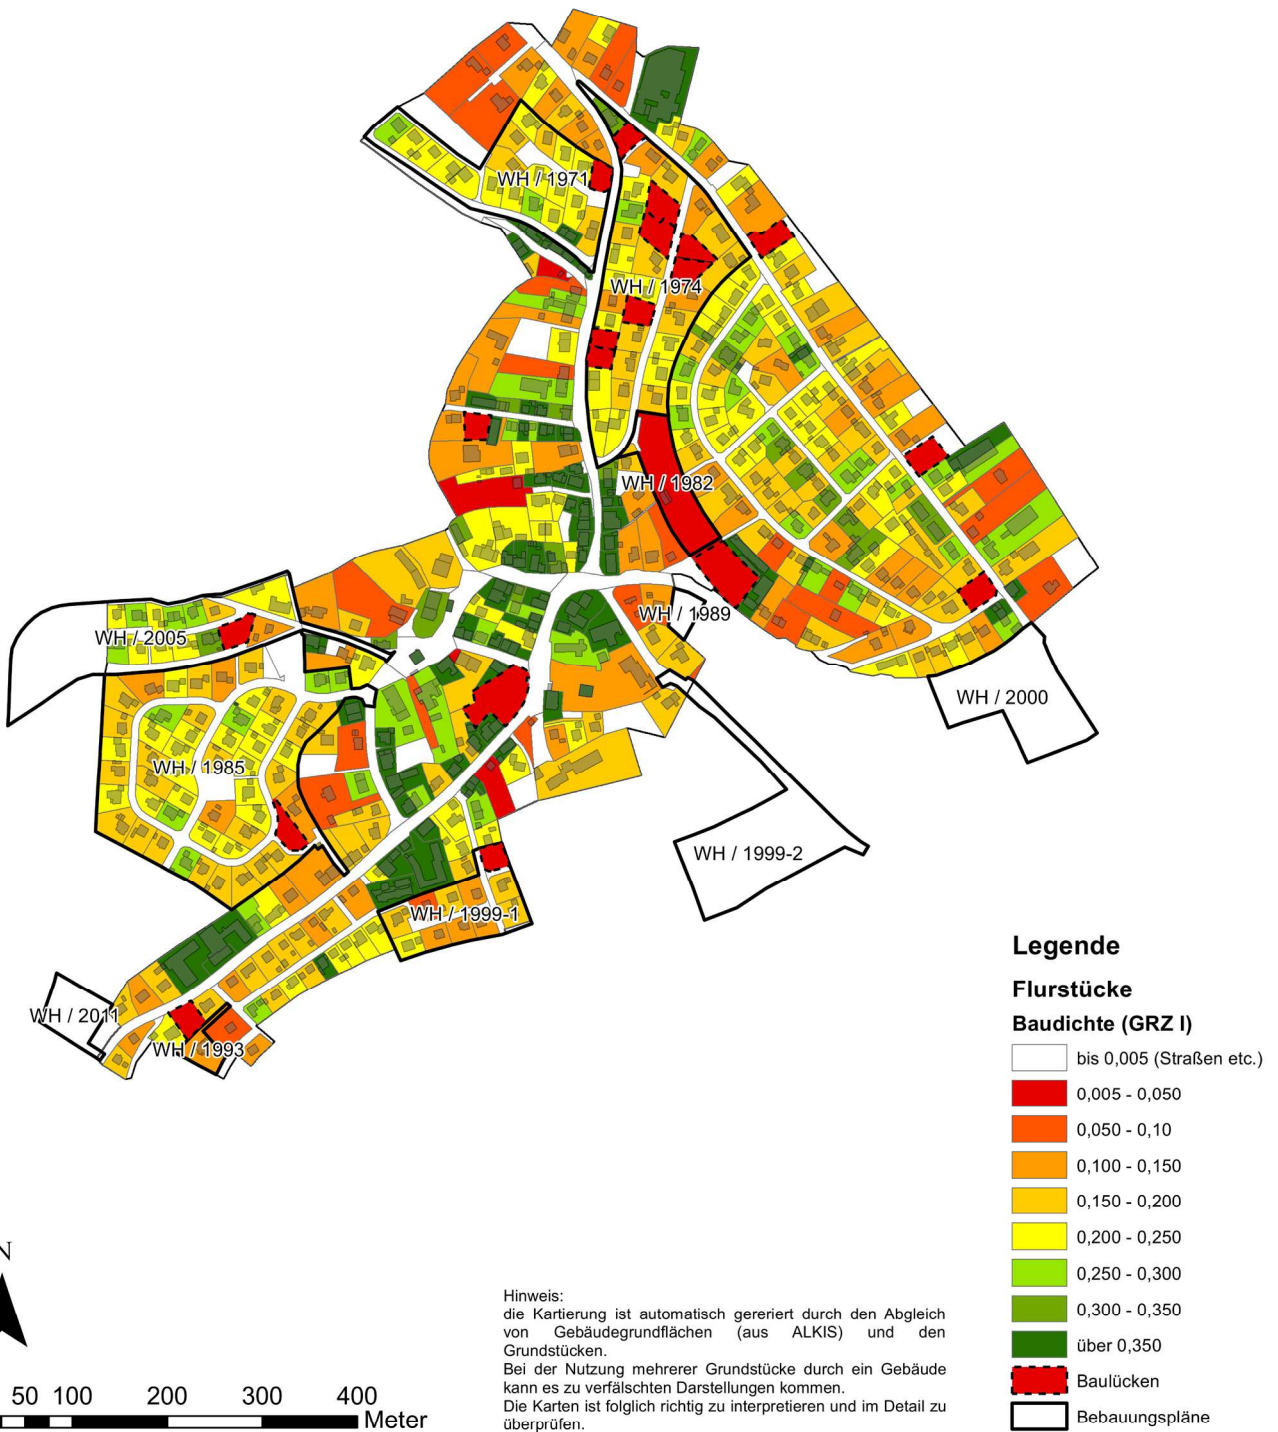 WH / 1971
WH / 1974
WH / 1982
WH / 1989
WH / 2005
WH / 2000
WH / 1985
WH / 1999-2
WH / 1999-1
WH / 2011
WH / 1993
Legende
Flurstücke
Baudichte (GRZ I)
bis 0,005 (Straßen etc.)
0,005 - 0,050
0,050 - 0,10
0,100 - 0,150
0,150 - 0,200
0,200 - 0,250
0,250 - 0,300
0,300 - 0,350
über 0,350
Baulücken
Bebauungspläne
N
Hinweis:
die Kartierung ist automatisch gereriert durch den Abgleich
von Gebäudegrundflächen (aus ALKIS) und den
Grundstücken.
Bei der Nutzung mehrerer Grundstücke durch ein Gebäude
kann es zu verfälschten Darstellungen kommen.
Die Karten ist folglich richtig zu interpretieren und im Detail zu
überprüfen.
50 100 200 300 400
Meter